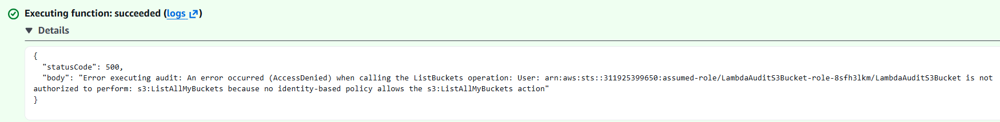 Executing function: succeeded (logs)
Details
{
"statusCode": 500,
"body": "Error executing audit: An error occurred (AccessDenied) when calling the ListBuckets operation: User: arn:aws:sts::311925399650:assumed-role/LambdaAuditS3Bucket-role-8sfh3lkm/LambdaAuditS3Bucket is not
authorized to perform: s3:ListAllMyBuckets because no identity-based policy allows the s3:ListAllMyBuckets action"
}